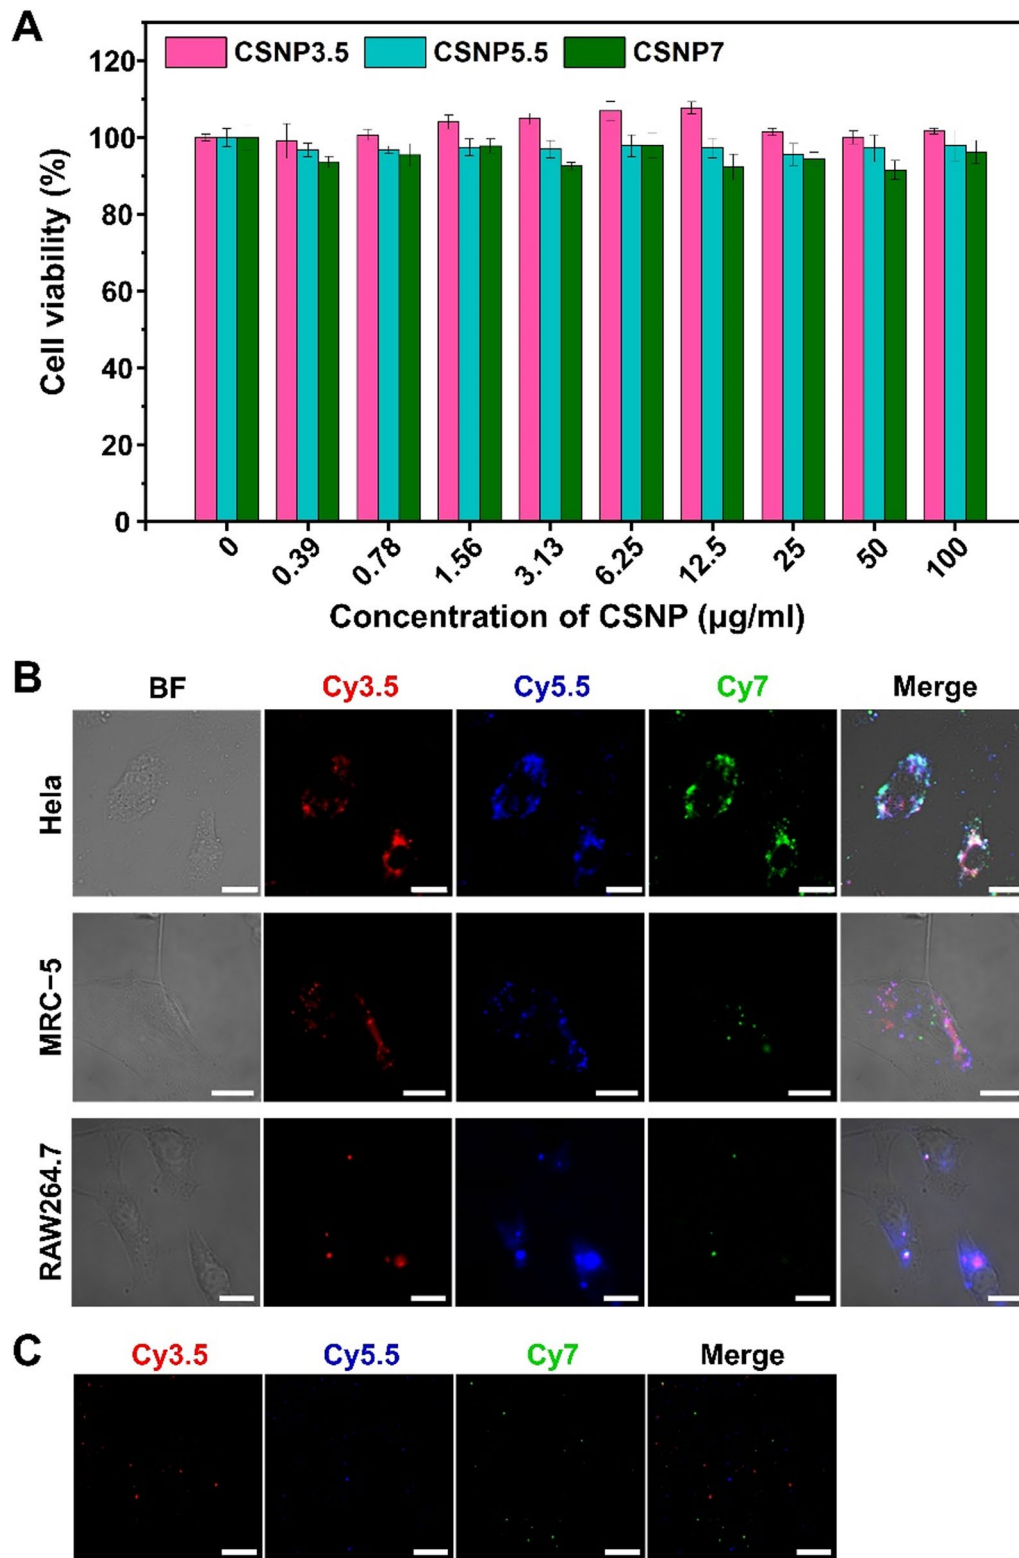 A
120
100
80
60
40
20
0
Cell viability (%)
CSNP3.5 CSNP5.5 CSNP7
0 0.39 0.78 1.56 3.13 6.25 12.5 25 50 100
Concentration of CSNP (µg/ml)
B
BF Cy3.5 Cy5.5 Cy7 Merge
Hela
MRC−5
RAW264.7
C
Cy3.5 Cy5.5 Cy7 Merge